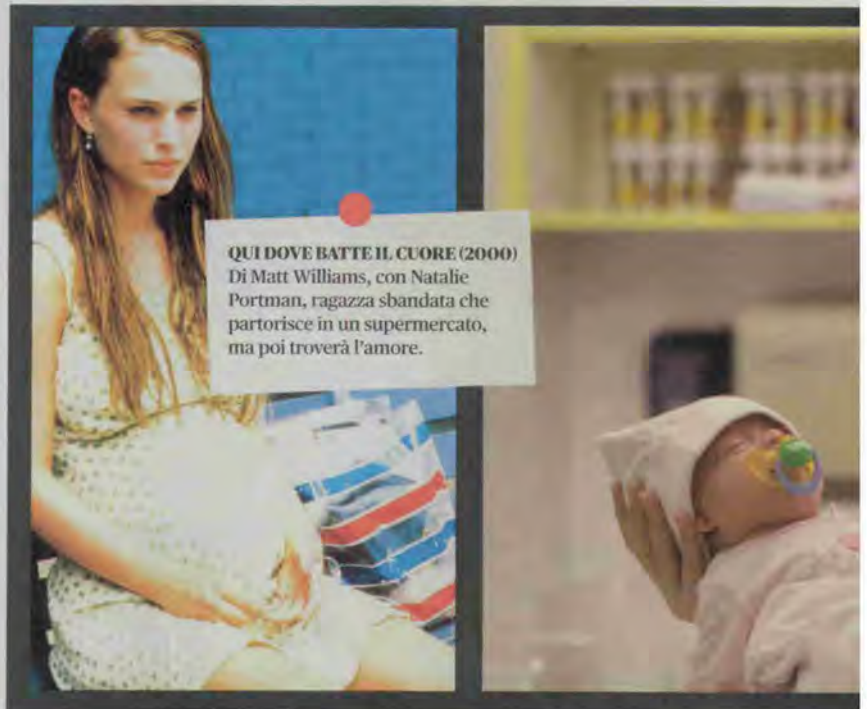 QUI DOVE BATTE IL CUORE (2000)
Di Matt Williams, con Natalie
Portman, ragazza sbandata che
partorisce in un supermercato,
ma poi troverà l'amore.